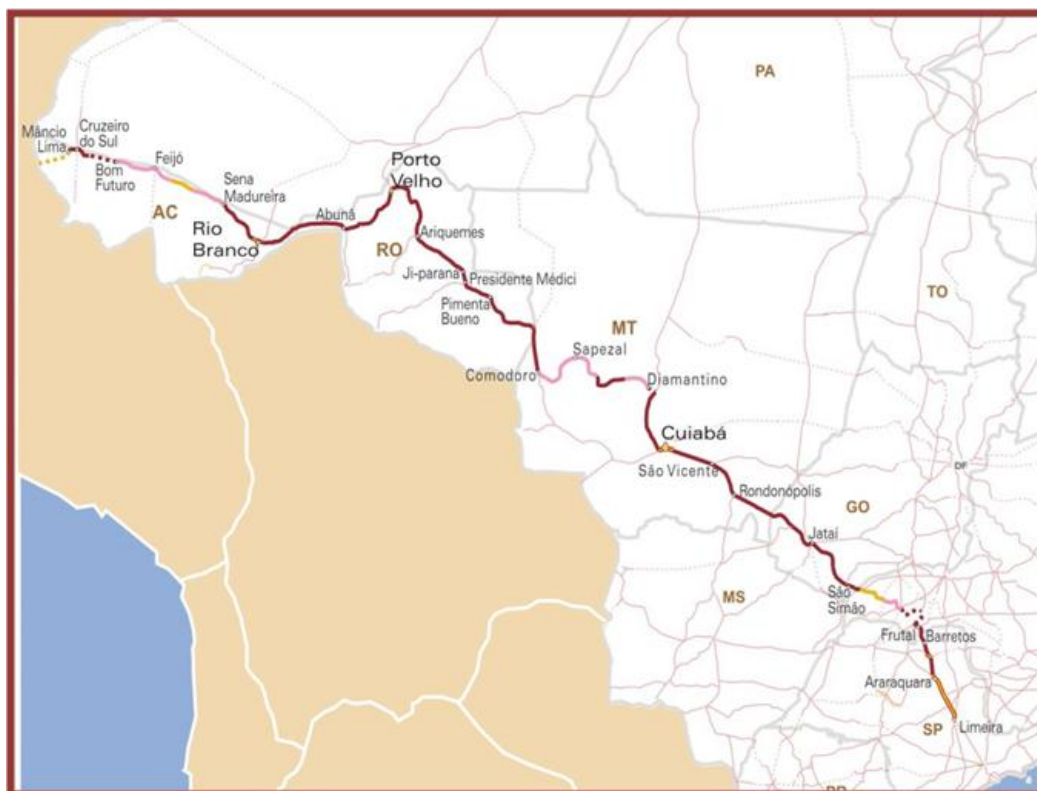 PA
Mâncio
Lima
Cruzeiro
do Sul
Bom
Futuro
Feijó
Sena
Madureira
AC
Rio
Branco
Abunã
Porto
Velho
RO
Ariquemes
Ji-parana
Presidente Médici
Pimenta
Bueno
TO
MT
Sapezal
Comodoro
Diamantino
Cuiabá
São Vicente
DF
Rondonópolis
GO
Jataí
MS
São
Simão
Frutal
Barretos
Araraquara
SP
Limeira
PR